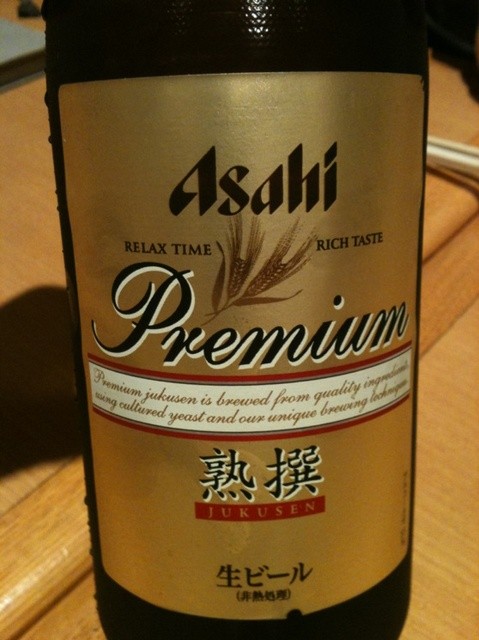 Asahi
RELAX TIME RICH TASTE
Premium
Premium jukusen is brewed from quality ingredients,
using cultured yeast and our unique brewing techniques.
熟撰
JUKUSEN
生ビール
(非熱処理)